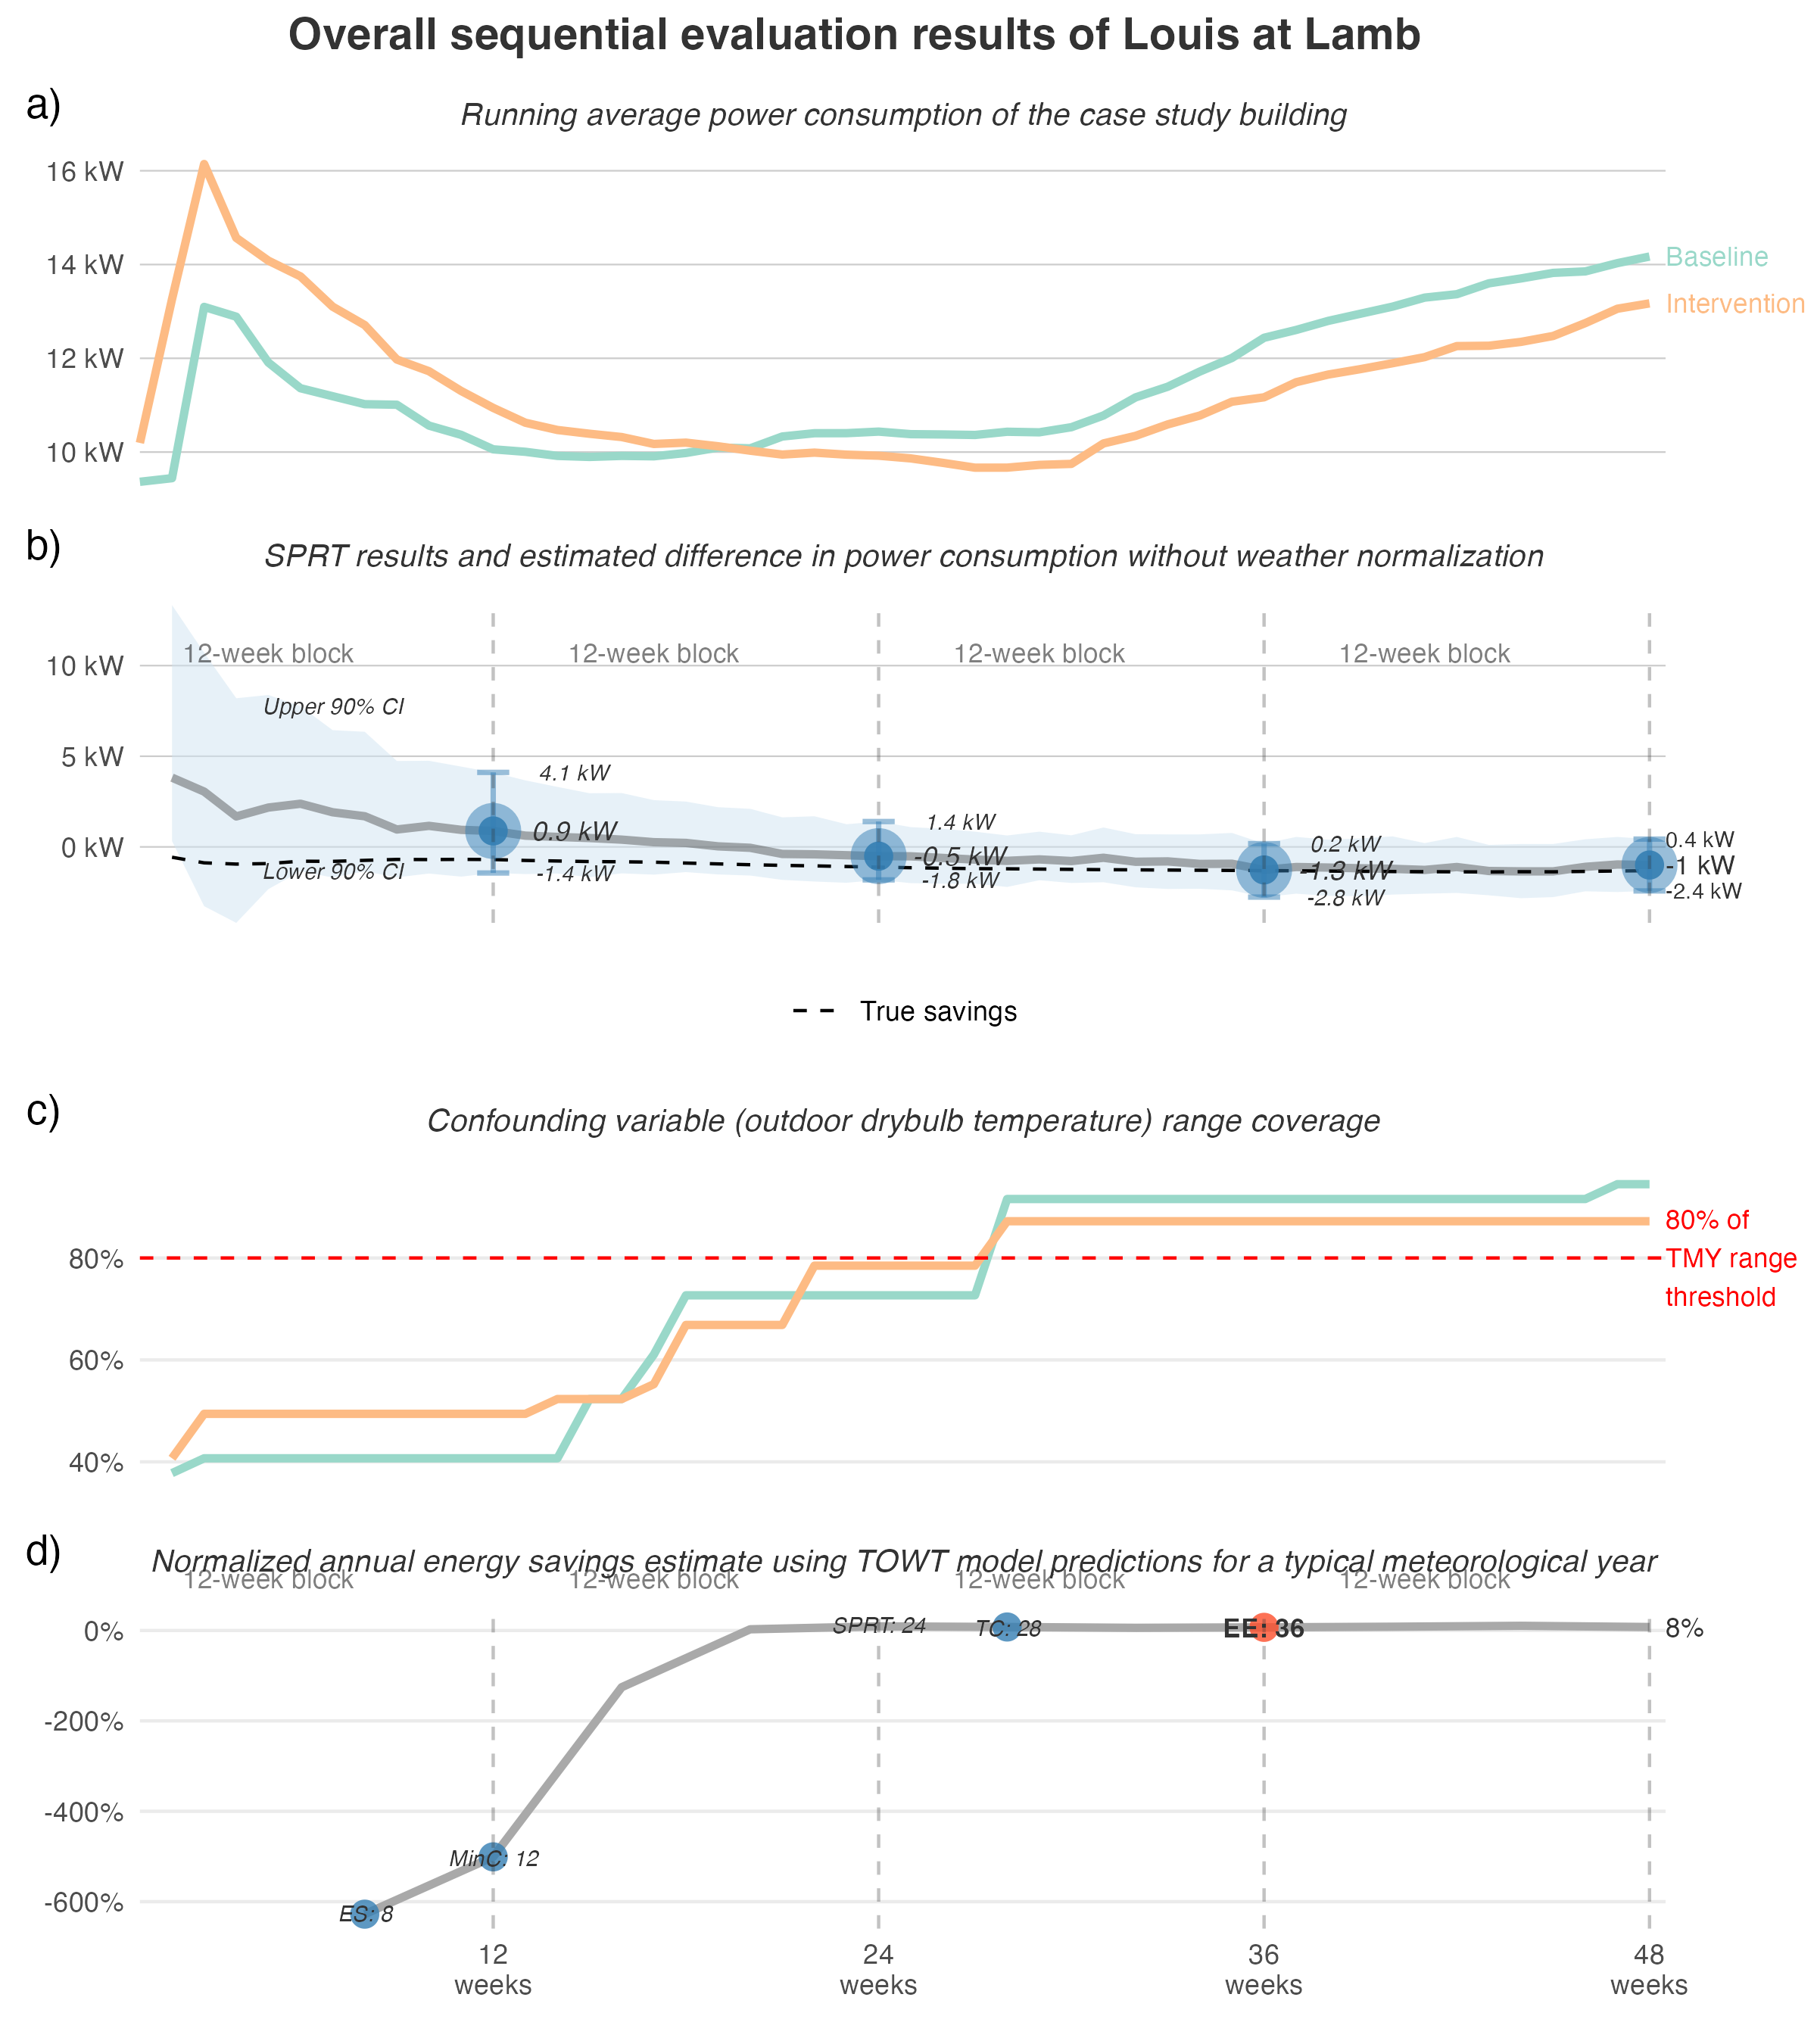 Overall sequential evaluation results of Louis at Lamb
a)
Running average power consumption of the case study building
16 kW
14 kW
12 kW
10 kW
Baseline
Intervention
b)
SPRT results and estimated difference in power consumption without weather normalization
12-week block
12-week block
12-week block
12-week block
10 kW
5 kW
0 kW
Upper 90% CI
Lower 90% CI
4.1 kW
0.9 kW
-1.4 kW
1.4 kW
-0.5 kW
-1.8 kW
0.2 kW
-1.3 kW
-2.8 kW
0.4 kW
-1 kW
-2.4 kW
True savings
c)
Confounding variable (outdoor drybulb temperature) range coverage
80%
60%
40%
80% of
TMY range
threshold
d)
Normalized annual energy savings estimate using TOWT model predictions for a typical meteorological year
12-week block
12-week block
12-week block
12-week block
0%
-200%
-400%
-600%
ES: 8
MinC: 12
SPRT: 24
TC: 28
EE: 36
8%
12
weeks
24
weeks
36
weeks
48
weeks